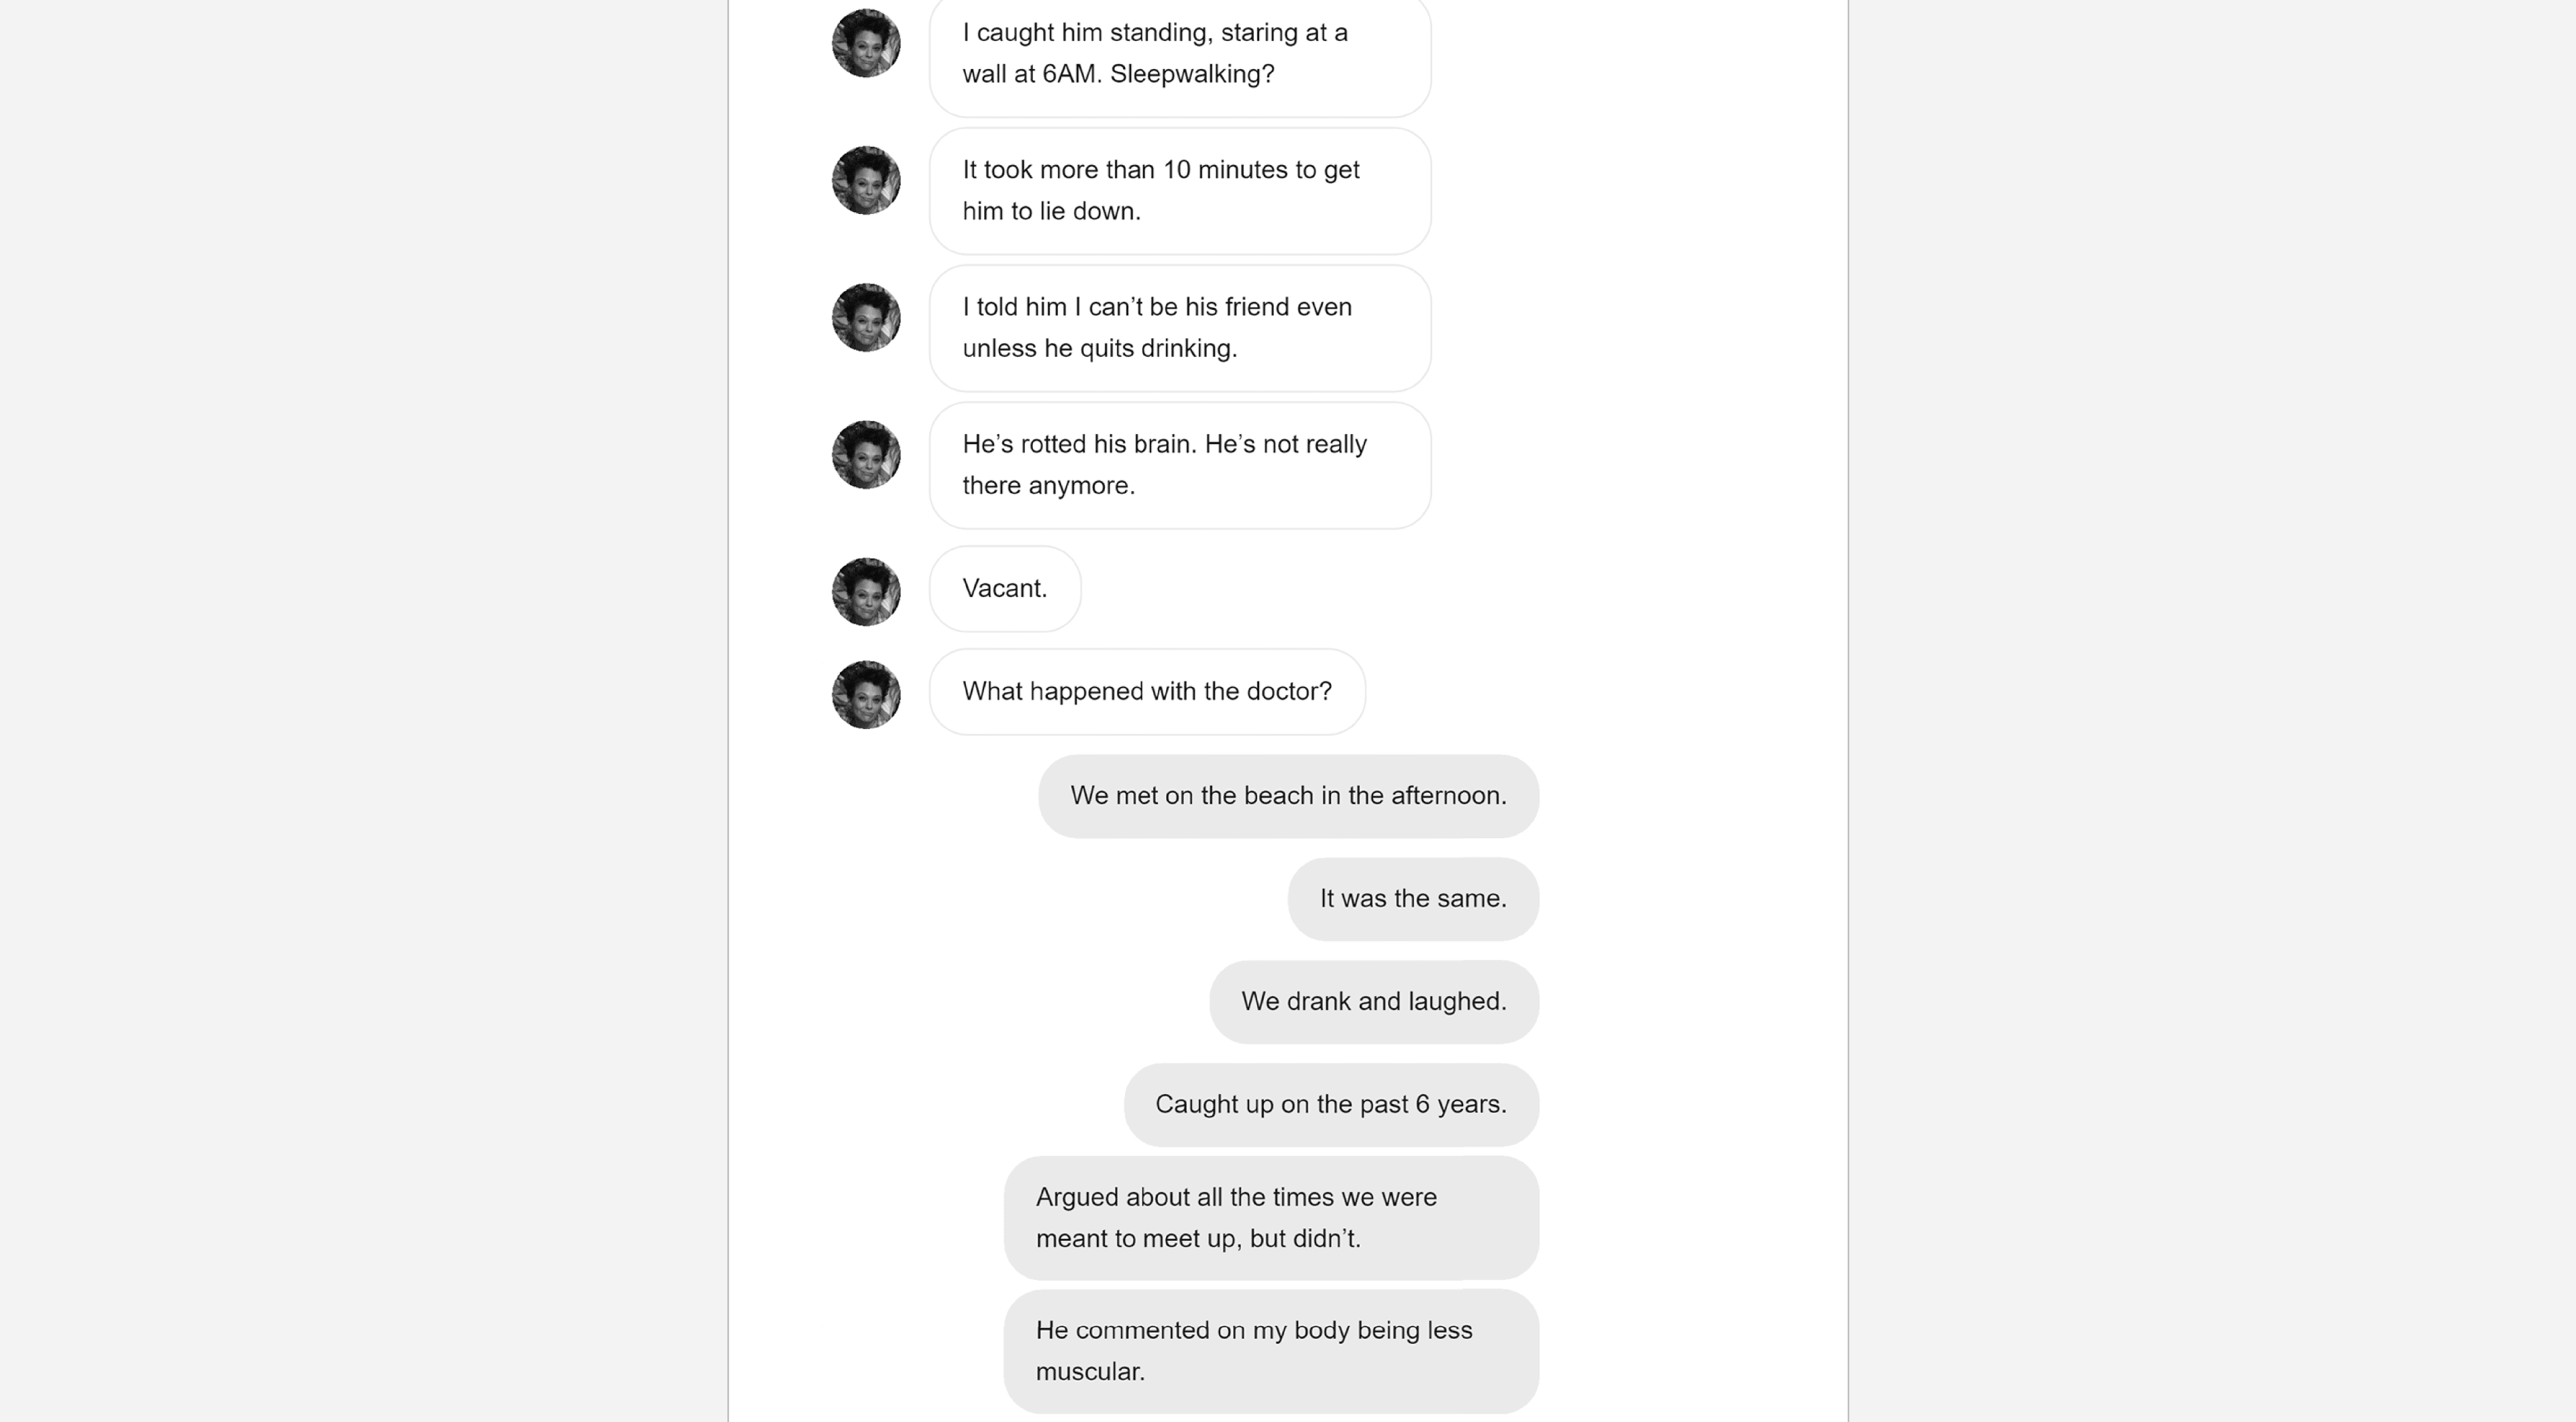 I caught him standing, staring at a
wall at 6AM. Sleepwalking?
It took more than 10 minutes to get
him to lie down.
I told him I can’t be his friend even
unless he quits drinking.
He’s rotted his brain. He’s not really
there anymore.
Vacant.
What happened with the doctor?
We met on the beach in the afternoon.
It was the same.
We drank and laughed.
Caught up on the past 6 years.
Argued about all the times we were
meant to meet up, but didn’t.
He commented on my body being less
muscular.